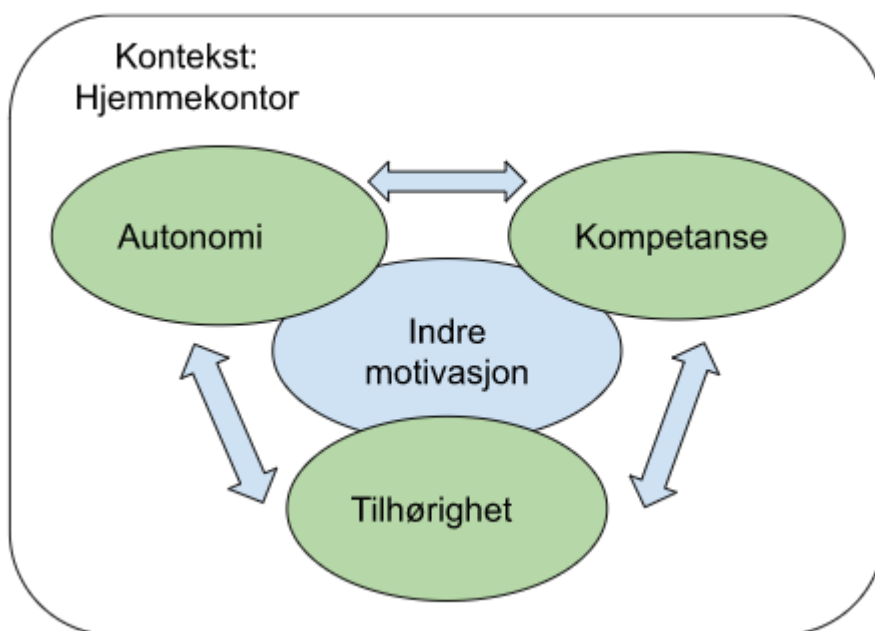 Kontekst:
Hjemmekontor
Autonomi
Kompetanse
Indre
motivasjon
Tilhørighet